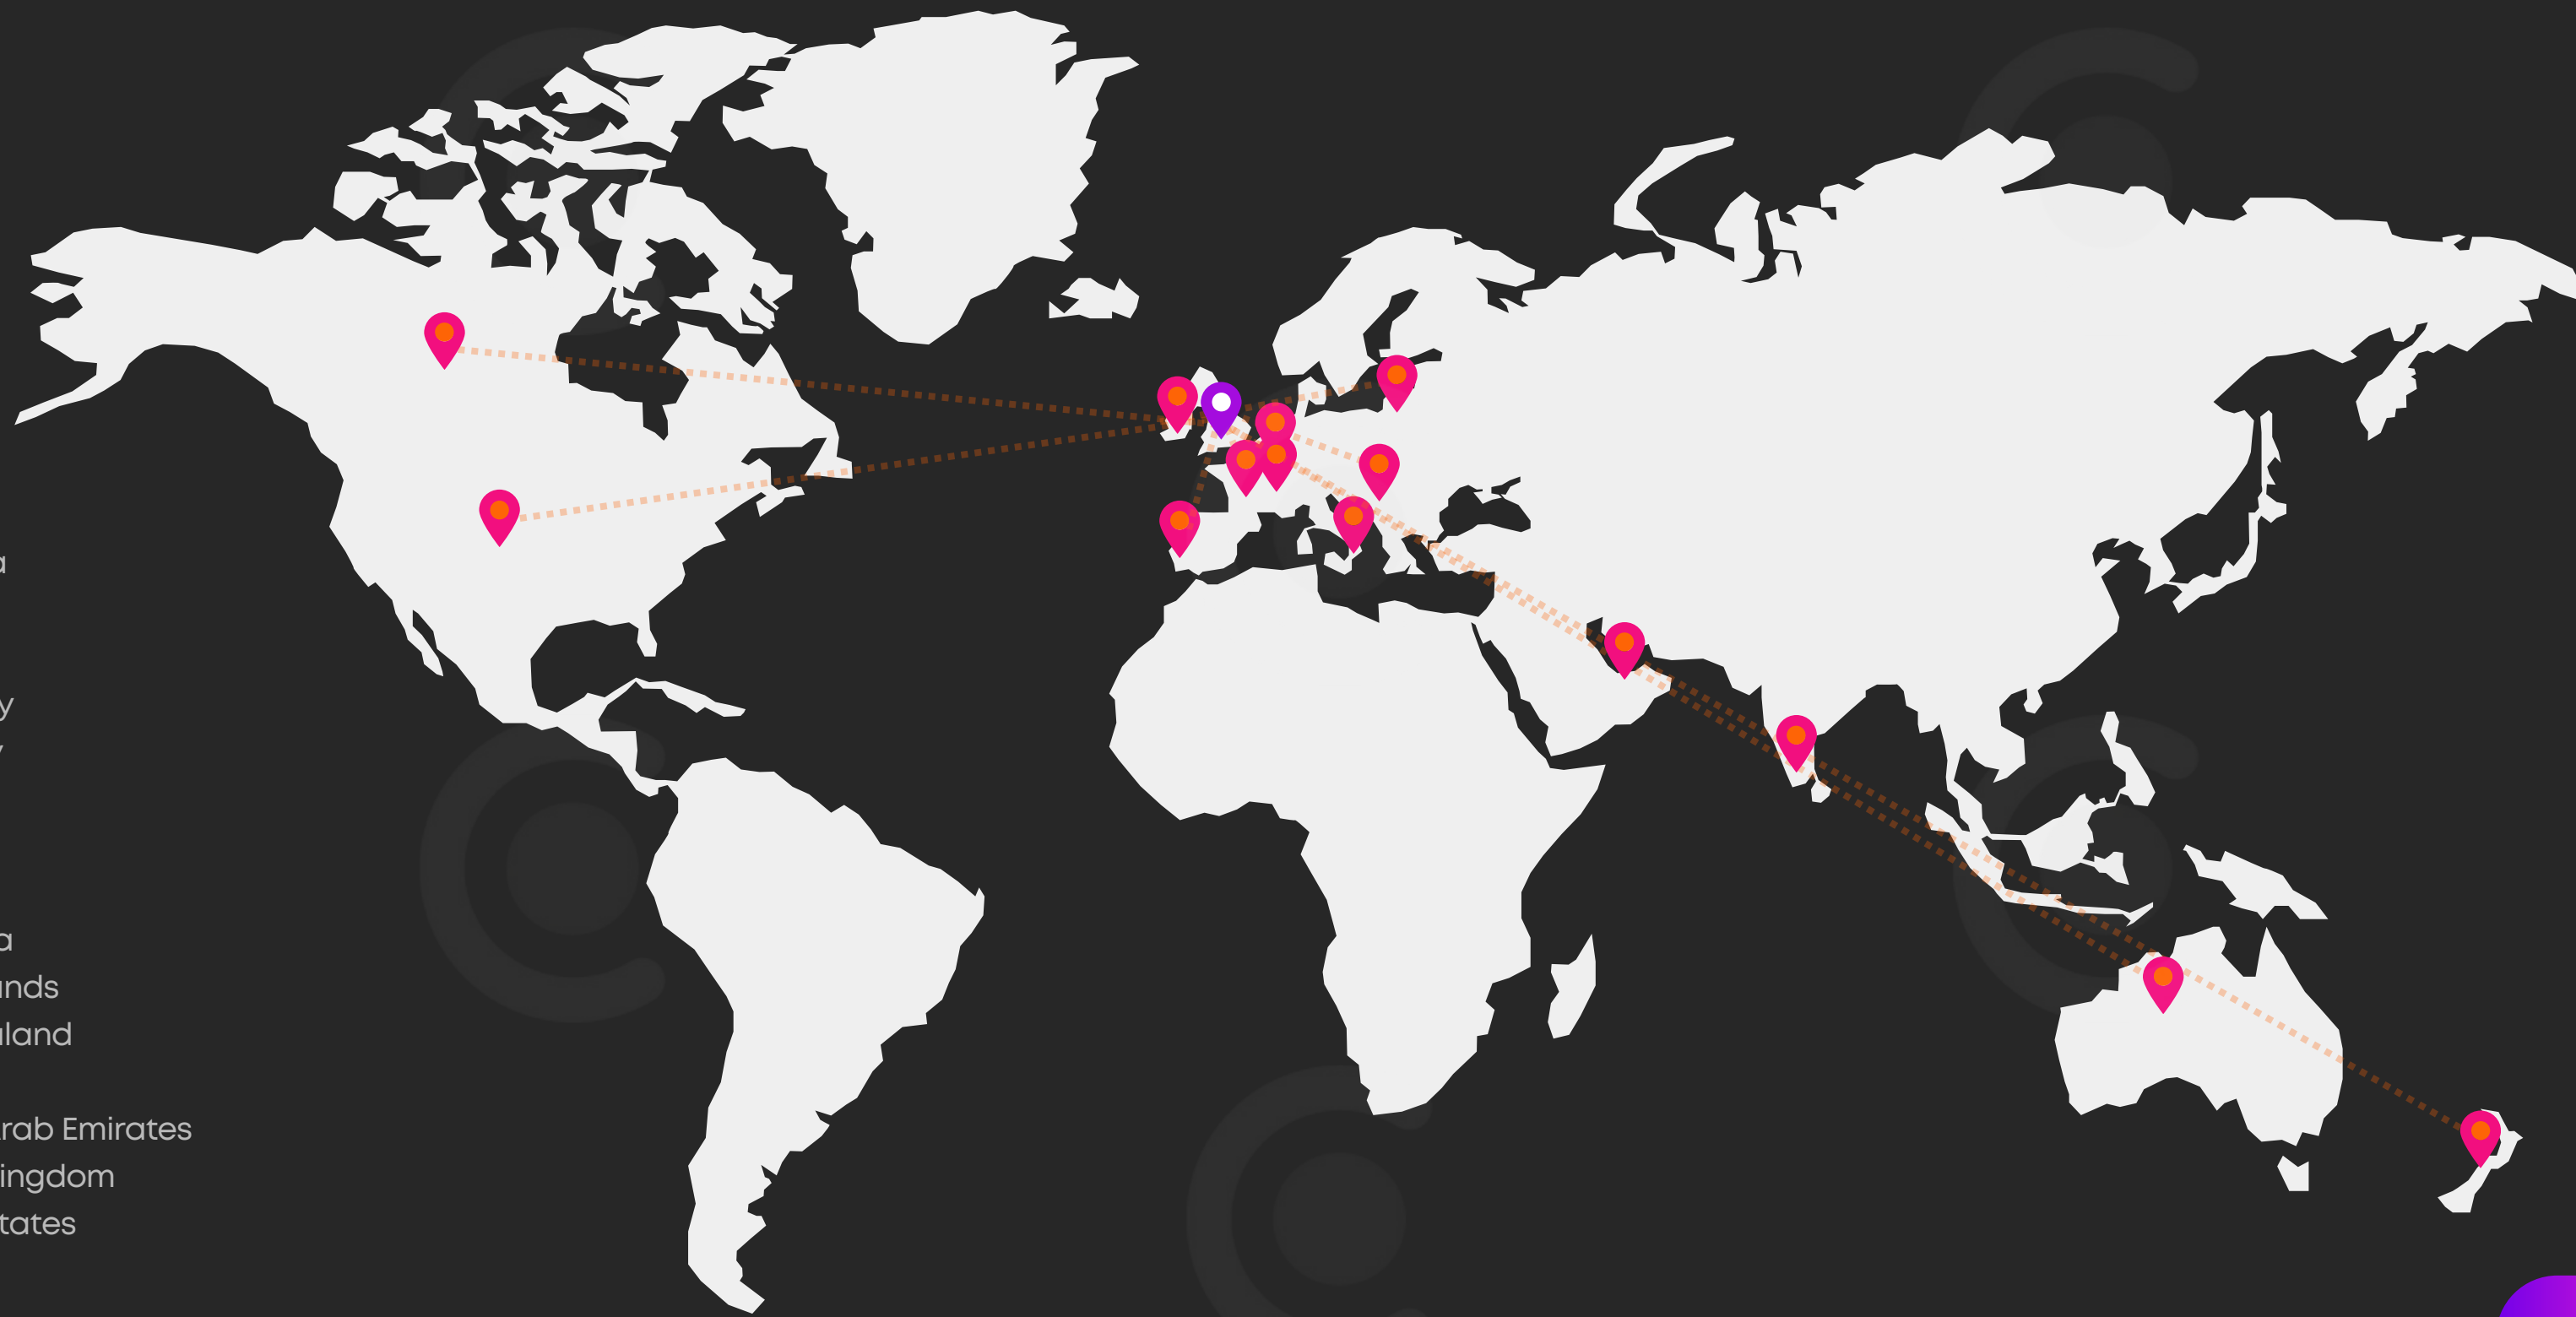 a
y
y
a
nds
land
rab Emirates
ingdom
tates